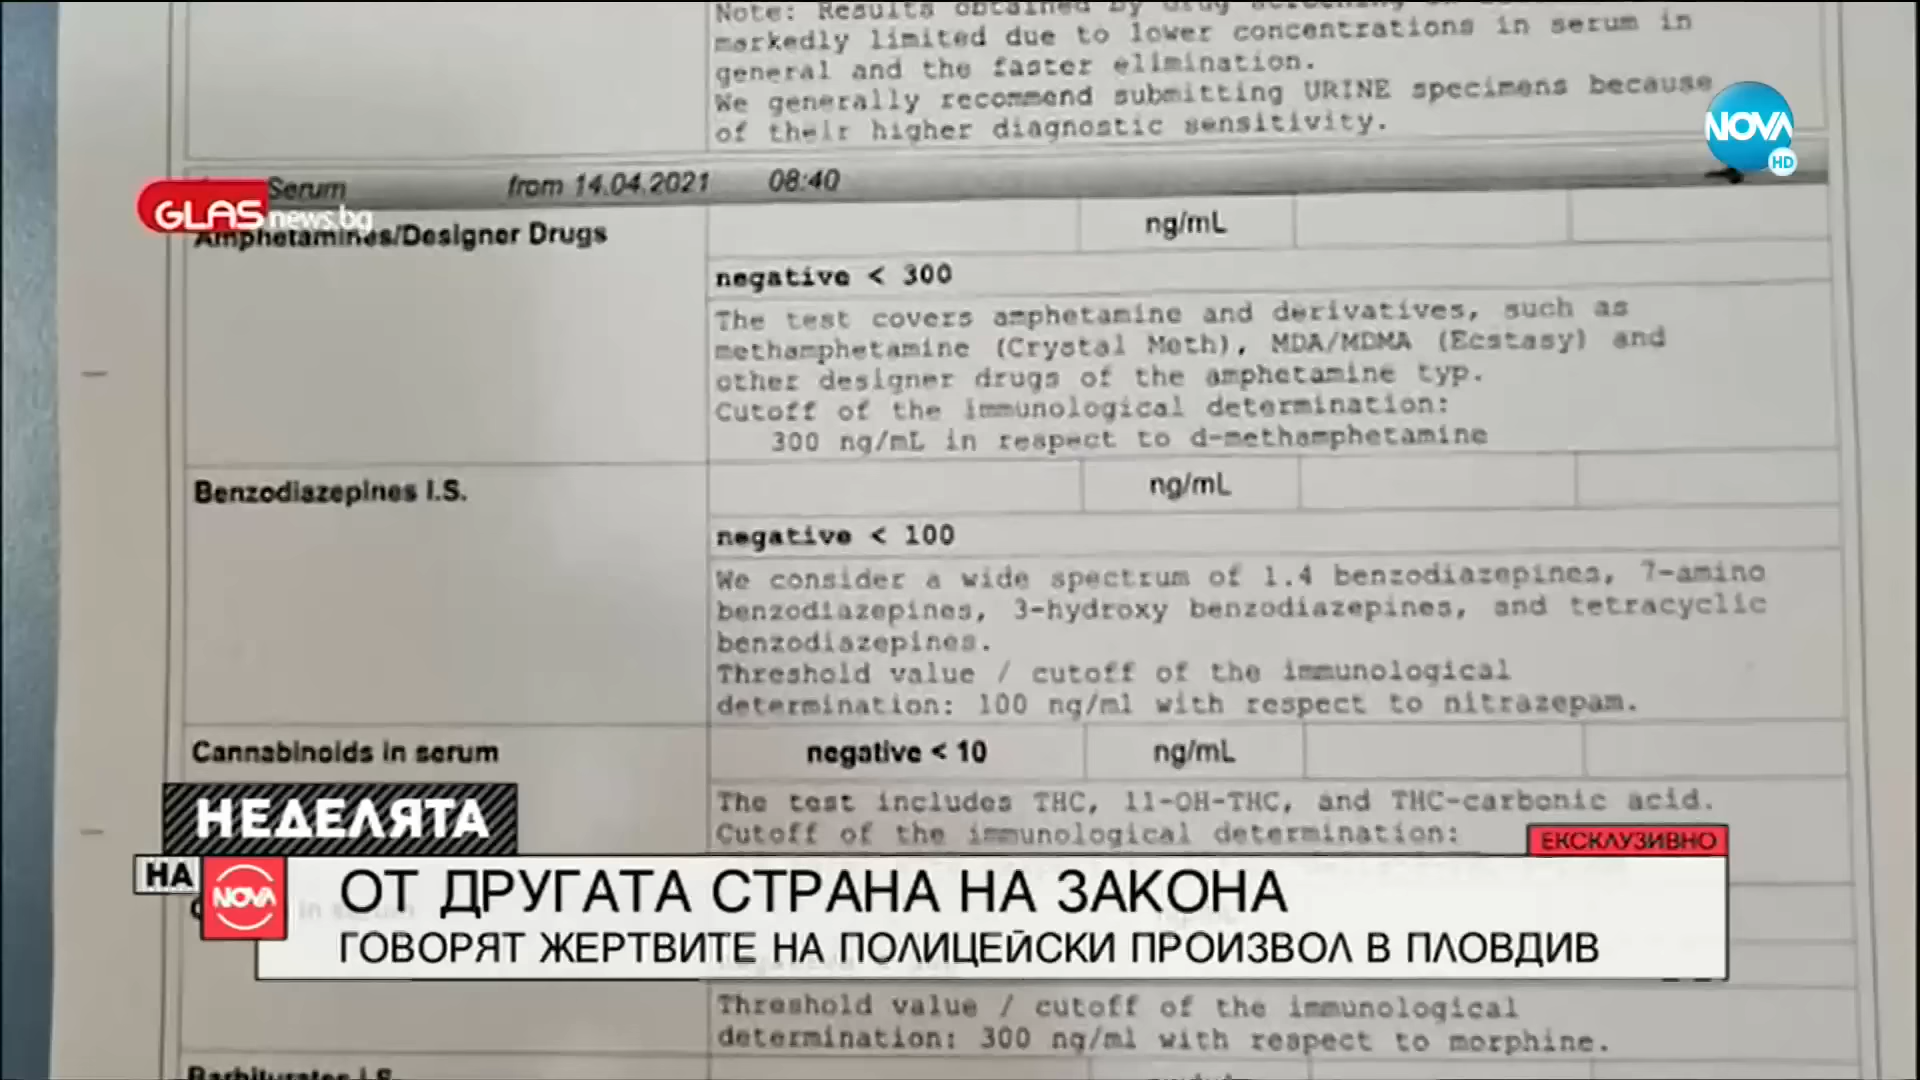 Note: Results obtained by drug screening
markedly limited due to lower concentrations in serum in
general and the faster elimination.
We generally recommend submitting URINE specimens because
of their higher diagnostic sensitivity.
NOVA
HD
Serum from 14.04.2021 08:40
GLAS news.bg
Amphetamines/Designer Drugs ng/mL
negative < 300
The test covers amphetamine and derivatives, such as
methamphetamine (Crystal Meth), MDA/MDMA (Ecstasy) and
other designer drugs of the amphetamine typ.
Cutoff of the immunological determination:
300 ng/mL in respect to d-methamphetamine
Benzodiazepines i.S. ng/mL
negative < 100
We consider a wide spectrum of 1.4 benzodiazepines, 7-amino
benzodiazepines, 3-hydroxy benzodiazepines, and tetracyclic
benzodiazepines.
Threshold value / cutoff of the immunological
determination: 100 ng/ml with respect to nitrazepam.
Cannabinoids in serum negative < 10 ng/mL
The test includes THC, 11-OH-THC, and THC-carbonic acid.
Cutoff of the immunological determination:
НЕДЕЛЯТА
НА NOVA
ЕКСКЛУЗИВНО
ОТ ДРУГАТА СТРАНА НА ЗАКОНА
ГОВОРЯТ ЖЕРТВИТЕ НА ПОЛИЦЕЙСКИ ПРОИЗВОЛ В ПЛОВДИВ
Threshold value / cutoff of the immunological
determination: 300 ng/ml with respect to morphine.
Barbiturates i.S.